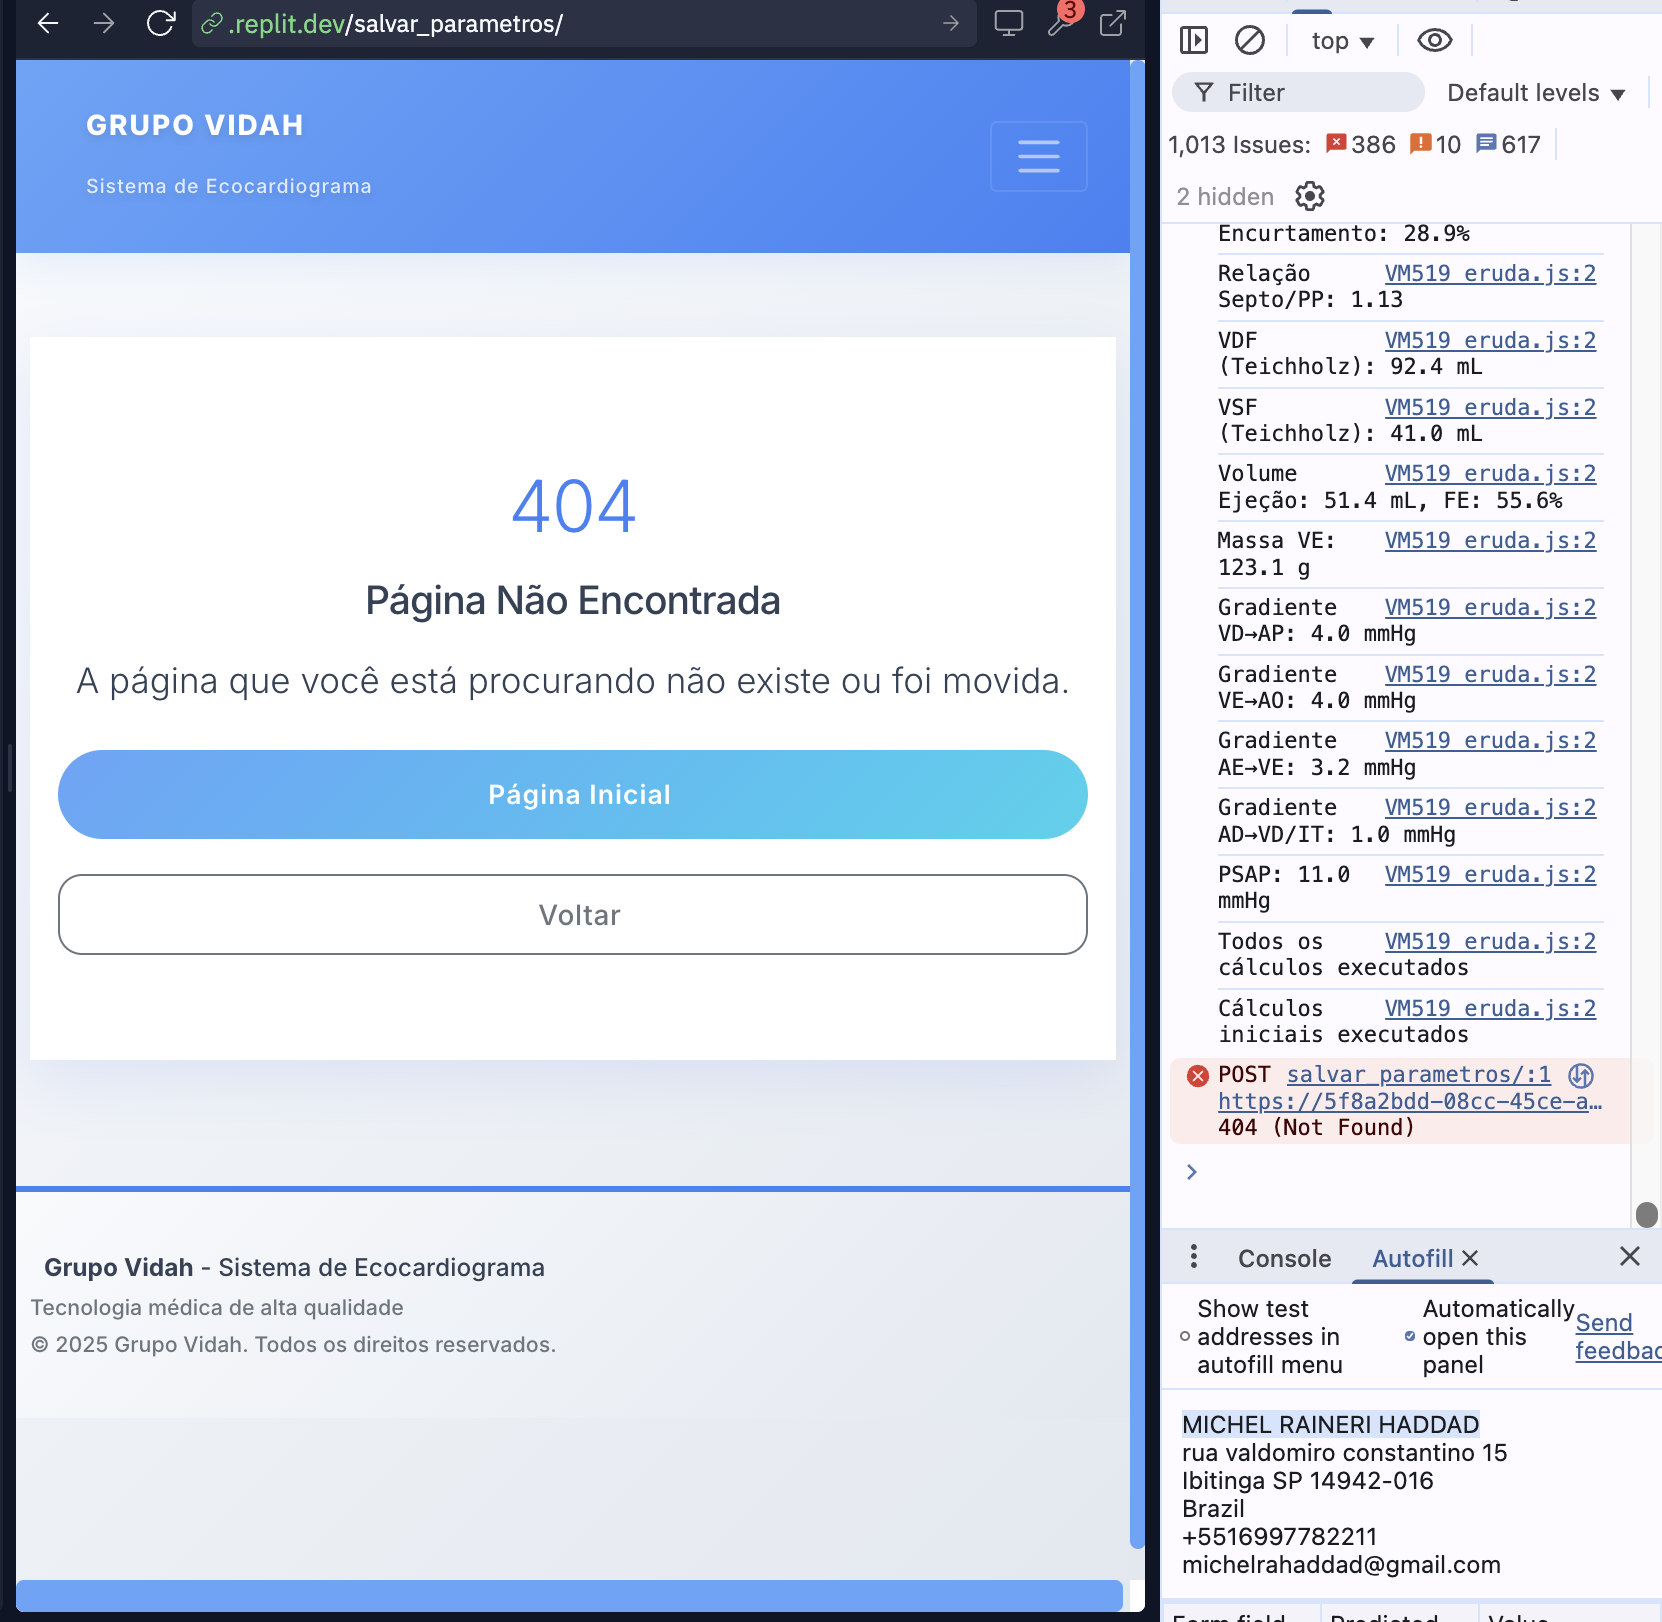 .replit.dev/salvar_parametros/
3
GRUPO VIDAH
Sistema de Ecocardiograma
404
Página Não Encontrada
A página que você está procurando não existe ou foi movida.
Página Inicial
Voltar
Grupo Vidah - Sistema de Ecocardiograma
Tecnologia médica de alta qualidade
© 2025 Grupo Vidah. Todos os direitos reservados.
top
Filter
Default levels
1,013 Issues: 386 10 617
2 hidden
Encurtamento: 28.9%
Relação VM519 eruda.js:2
Septo/PP: 1.13
VDF VM519 eruda.js:2
(Teichholz): 92.4 mL
VSF VM519 eruda.js:2
(Teichholz): 41.0 mL
Volume VM519 eruda.js:2
Ejeção: 51.4 mL, FE: 55.6%
Massa VE: VM519 eruda.js:2
123.1 g
Gradiente VM519 eruda.js:2
VD→AP: 4.0 mmHg
Gradiente VM519 eruda.js:2
VE→AO: 4.0 mmHg
Gradiente VM519 eruda.js:2
AE→VE: 3.2 mmHg
Gradiente VM519 eruda.js:2
AD→VD/IT: 1.0 mmHg
PSAP: 11.0 VM519 eruda.js:2
mmHg
Todos os VM519 eruda.js:2
cálculos executados
Cálculos VM519 eruda.js:2
iniciais executados
POST salvar_parametros/:1
https://5f8a2bdd-08cc-45ce-a…
404 (Not Found)
Console Autofill
Show test
addresses in
autofill menu
Automatically
open this
panel
Send
feedbac
MICHEL RAINERI HADDAD
rua valdomiro constantino 15
Ibitinga SP 14942-016
Brazil
+5516997782211
michelrahaddad@gmail.com
Form field Predicted Value